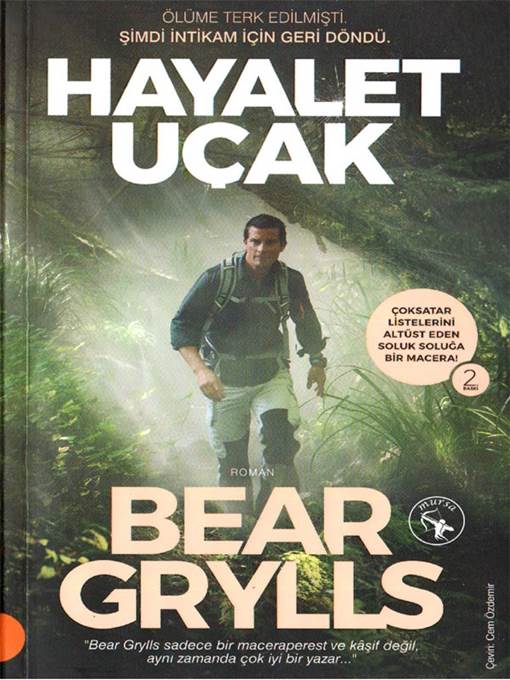 ÖLÜME TERK EDİLMİŞTİ.
ŞİMDİ İNTİKAM İÇİN GERİ DÖNDÜ.
HAYALET
UÇAK
ÇOKSATAR
LİSTELERİNİ
ALTÜST EDEN
SOLUK SOLUĞA
BİR MACERA!
2
BASKI
ROMAN
BEAR
GRYLLS
mursa
Çeviri: Cem Özdemir
"Bear Grylls sadece bir maceraperest ve kâşif değil,
aynı zamanda çok iyi bir yazar..."